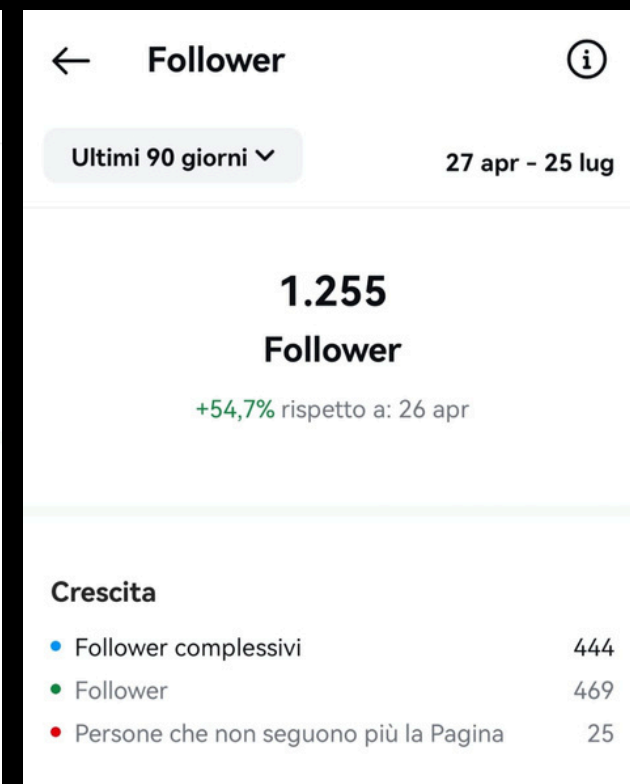 Follower
Ultimi 90 giorni
27 apr - 25 lug
1.255
Follower
+54,7% rispetto a: 26 apr
Crescita
Follower complessivi 444
Follower 469
Persone che non seguono più la Pagina 25